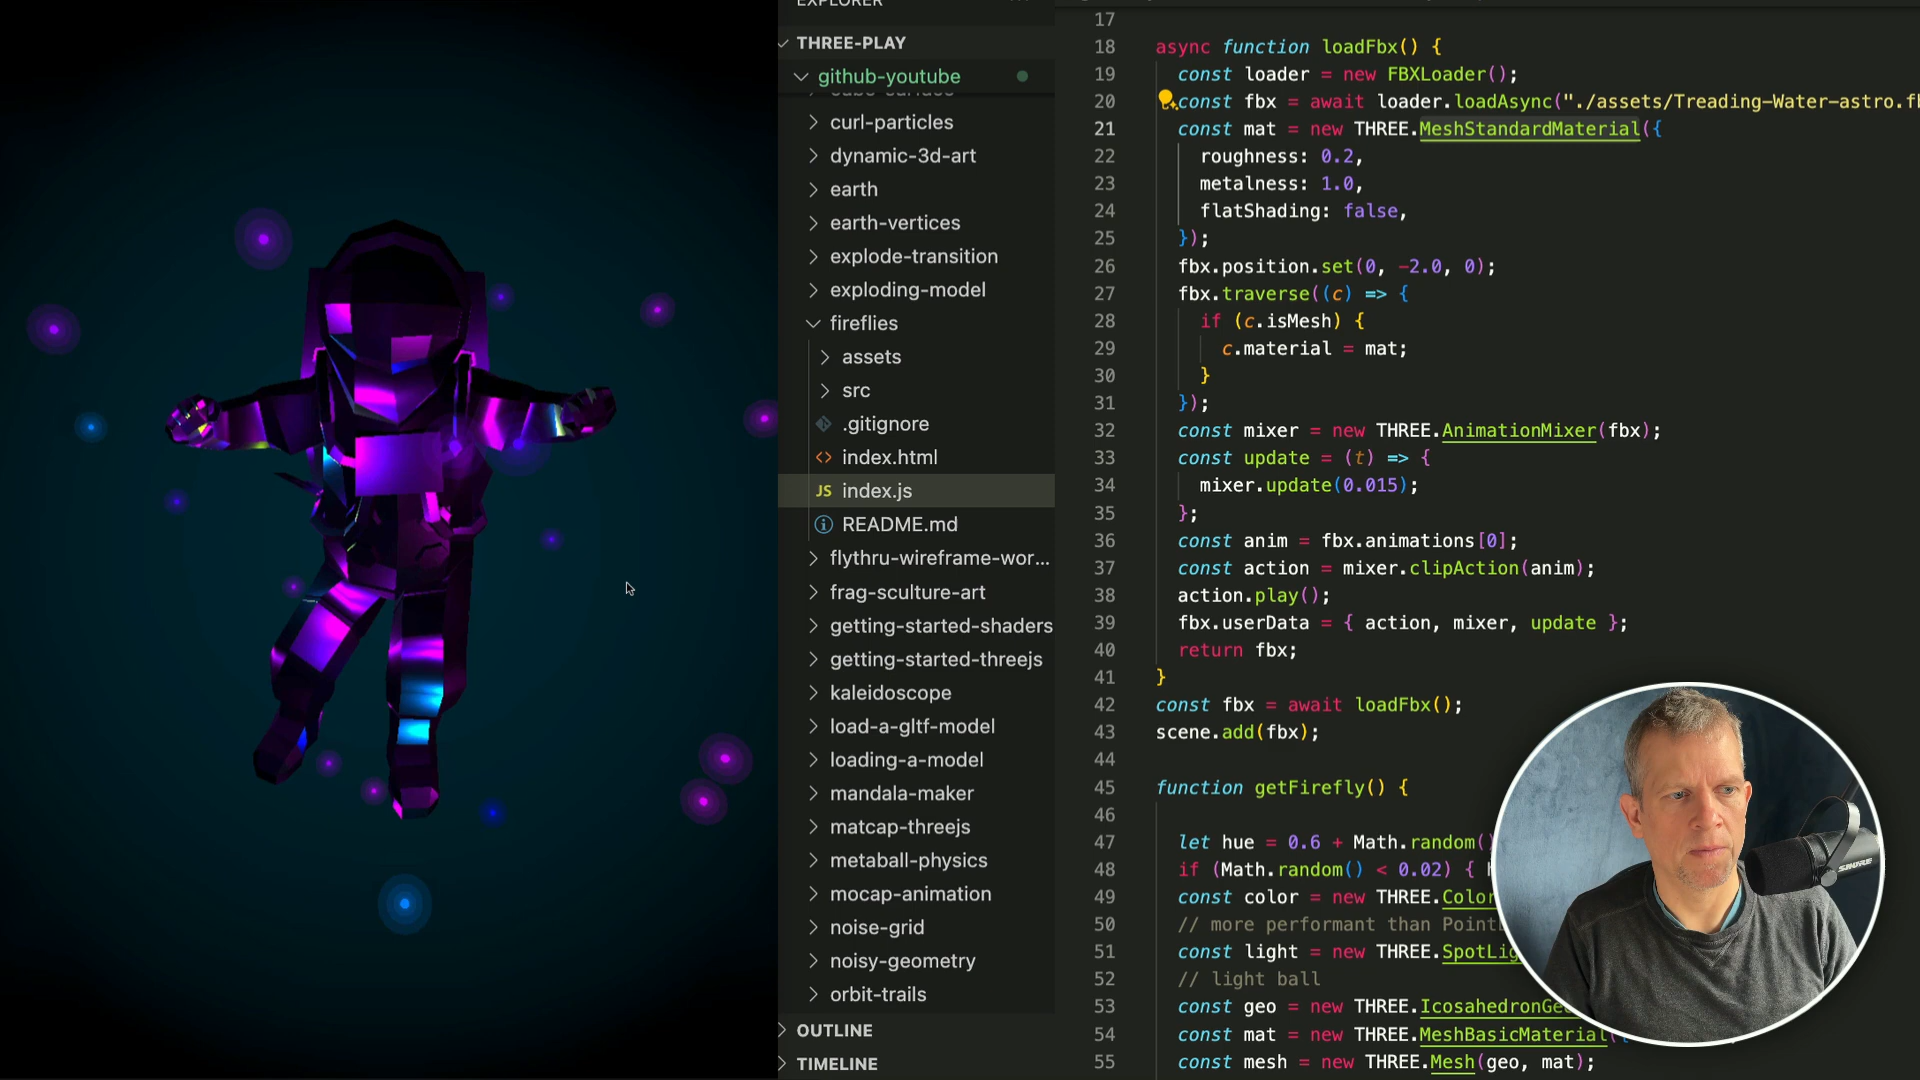 EXPLORER
THREE-PLAY
github-youtube
curl-particles
dynamic-3d-art
earth
earth-vertices
explode-transition
exploding-model
fireflies
assets
src
.gitignore
index.html
JS index.js
README.md
flythru-wireframe-wor...
frag-sculture-art
getting-started-shaders
getting-started-threejs
kaleidoscope
load-a-gltf-model
loading-a-model
mandala-maker
matcap-threejs
metaball-physics
mocap-animation
noise-grid
noisy-geometry
orbit-trails
OUTLINE
TIMELINE
17
18 async function loadFbx() {
19 const loader = new FBXLoader();
20 const fbx = await loader.loadAsync("./assets/Treading-Water-astro.fb
21 const mat = new THREE.MeshStandardMaterial({
22 roughness: 0.2,
23 metalness: 1.0,
24 flatShading: false,
25 });
26 fbx.position.set(0, -2.0, 0);
27 fbx.traverse((c) => {
28 if (c.isMesh) {
29 c.material = mat;
30 }
31 });
32 const mixer = new THREE.AnimationMixer(fbx);
33 const update = (t) => {
34 mixer.update(0.015);
35 };
36 const anim = fbx.animations[0];
37 const action = mixer.clipAction(anim);
38 action.play();
39 fbx.userData = { action, mixer, update };
40 return fbx;
41 }
42 const fbx = await loadFbx();
43 scene.add(fbx);
44
45 function getFirefly() {
46
47 let hue = 0.6 + Math.random(
48 if (Math.random() < 0.02) {
49 const color = new THREE.Color
50 // more performant than Point
51 const light = new THREE.SpotLig
52 // light ball
53 const geo = new THREE.IcosahedronGe
54 const mat = new THREE.MeshBasicMaterial(
55 const mesh = new THREE.Mesh(geo, mat);
SHURE